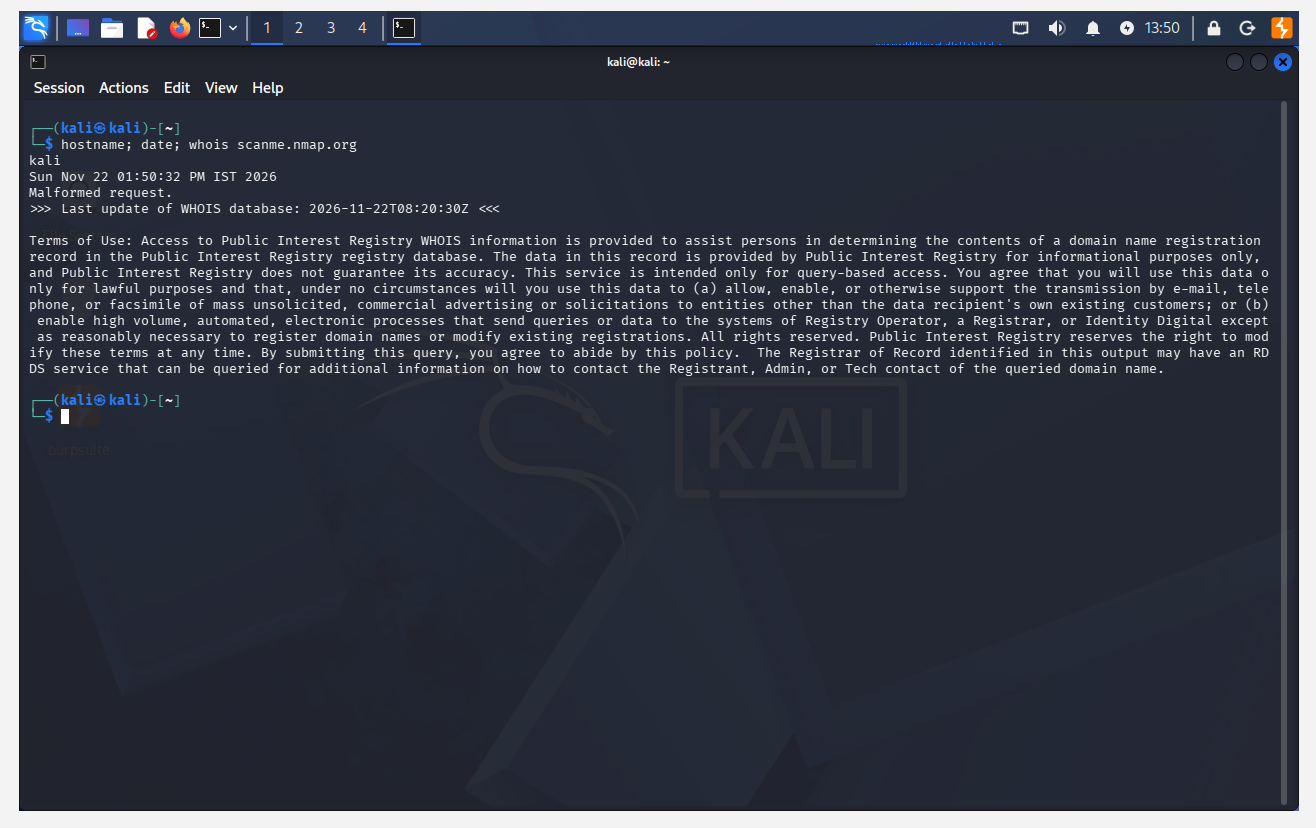 1 2 3 4 13:50
kali@kali: ~
Session Actions Edit View Help
┌──(kali㉿kali)-[~]
└─$ hostname; date; whois scanme.nmap.org
kali
Sun Nov 22 01:50:32 PM IST 2026
Malformed request.
>>> Last update of WHOIS database: 2026-11-22T08:20:30Z <<<
Terms of Use: Access to Public Interest Registry WHOIS information is provided to assist persons in determining the contents of a domain name registration
record in the Public Interest Registry registry database. The data in this record is provided by Public Interest Registry for informational purposes only,
and Public Interest Registry does not guarantee its accuracy. This service is intended only for query-based access. You agree that you will use this data o
nly for lawful purposes and that, under no circumstances will you use this data to (a) allow, enable, or otherwise support the transmission by e-mail, tele
phone, or facsimile of mass unsolicited, commercial advertising or solicitations to entities other than the data recipient's own existing customers; or (b)
 enable high volume, automated, electronic processes that send queries or data to the systems of Registry Operator, a Registrar, or Identity Digital except
 as reasonably necessary to register domain names or modify existing registrations. All rights reserved. Public Interest Registry reserves the right to mod
ify these terms at any time. By submitting this query, you agree to abide by this policy.  The Registrar of Record identified in this output may have an RD
DS service that can be queried for additional information on how to contact the Registrant, Admin, or Tech contact of the queried domain name.
┌──(kali㉿kali)-[~]
└─$
KALI
burpsuite